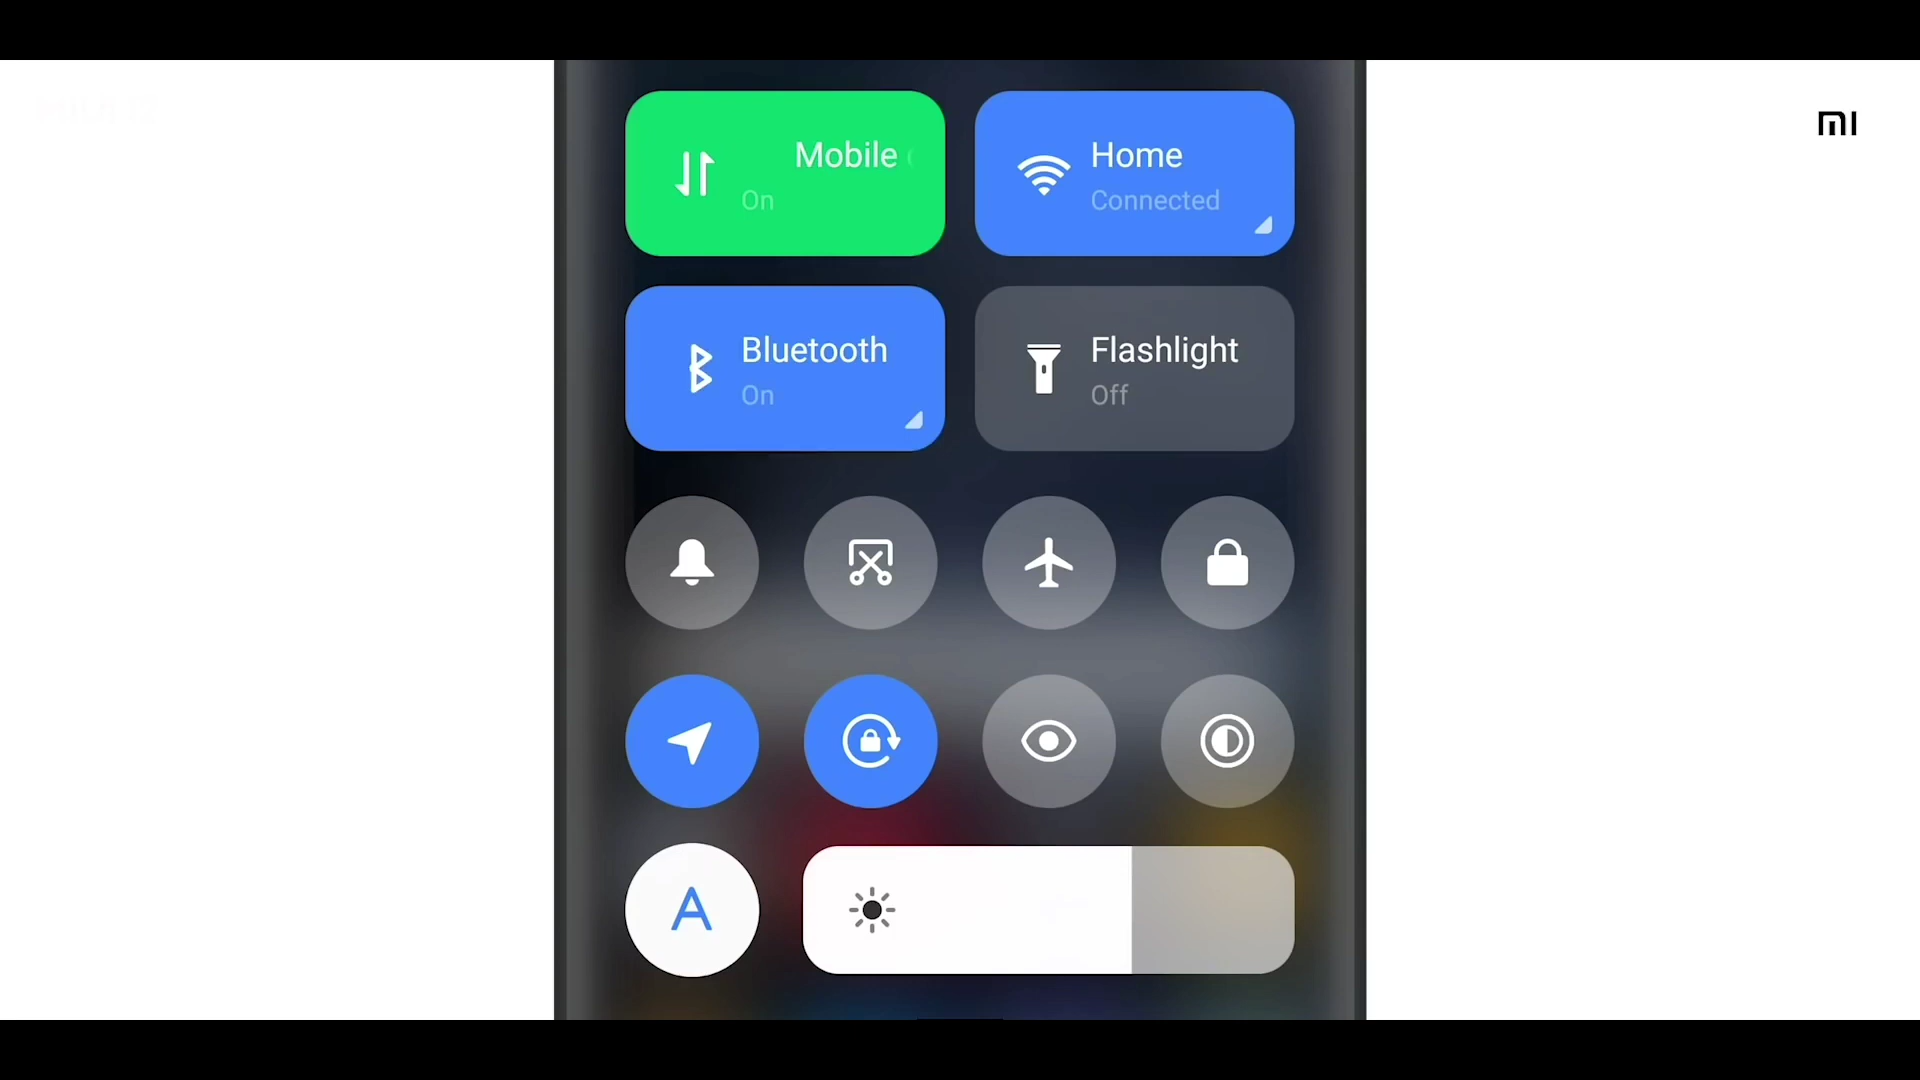 MI
Mobile
On
Home
Connected
Bluetooth
On
Flashlight
Off
A